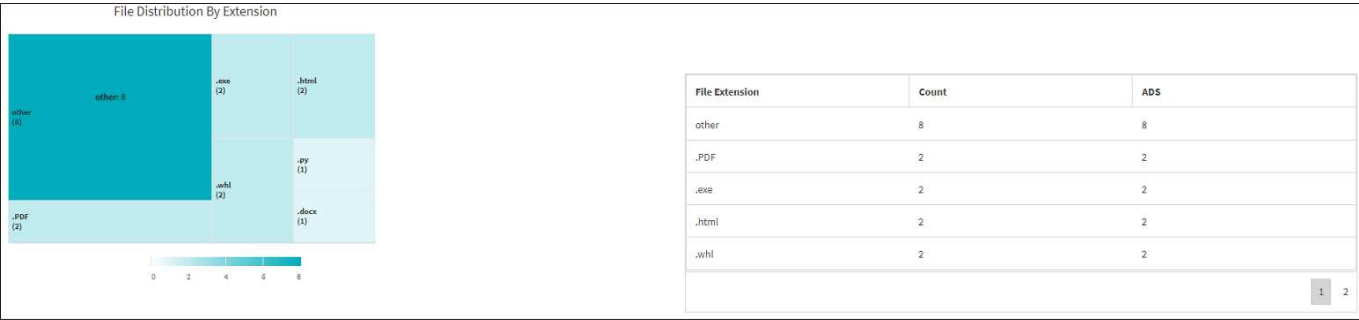 File Distribution By Extension
other: 8
other
(8)
.PDF
(2)
.exe
(2)
.html
(2)
.whl
(2)
.py
(1)
.docx
(1)
0 2 4 6 8
File Extension Count ADS
other 8 8
.PDF 2 2
.exe 2 2
.html 2 2
.whl 2 2
1 2